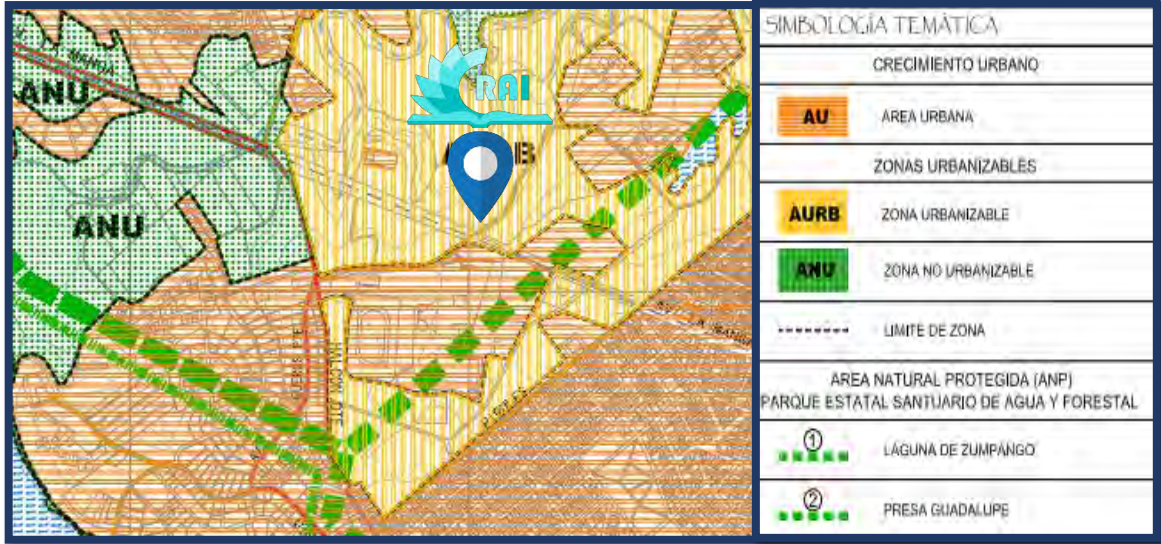 ANU
ANU
RAI
B
SIMBOLOGÍA TEMÁTICA
CRECIMIENTO URBANO
AU
AREA URBANA
ZONAS URBANIZABLES
AURB
ZONA URBANIZABLE
ANU
ZONA NO URBANIZABLE
LIMITE DE ZONA
AREA NATURAL PROTEGIDA (ANP)
PARQUE ESTATAL SANTUARIO DE AGUA Y FORESTAL
1
LAGUNA DE ZUMPANGO
2
PRESA GUADALUPE